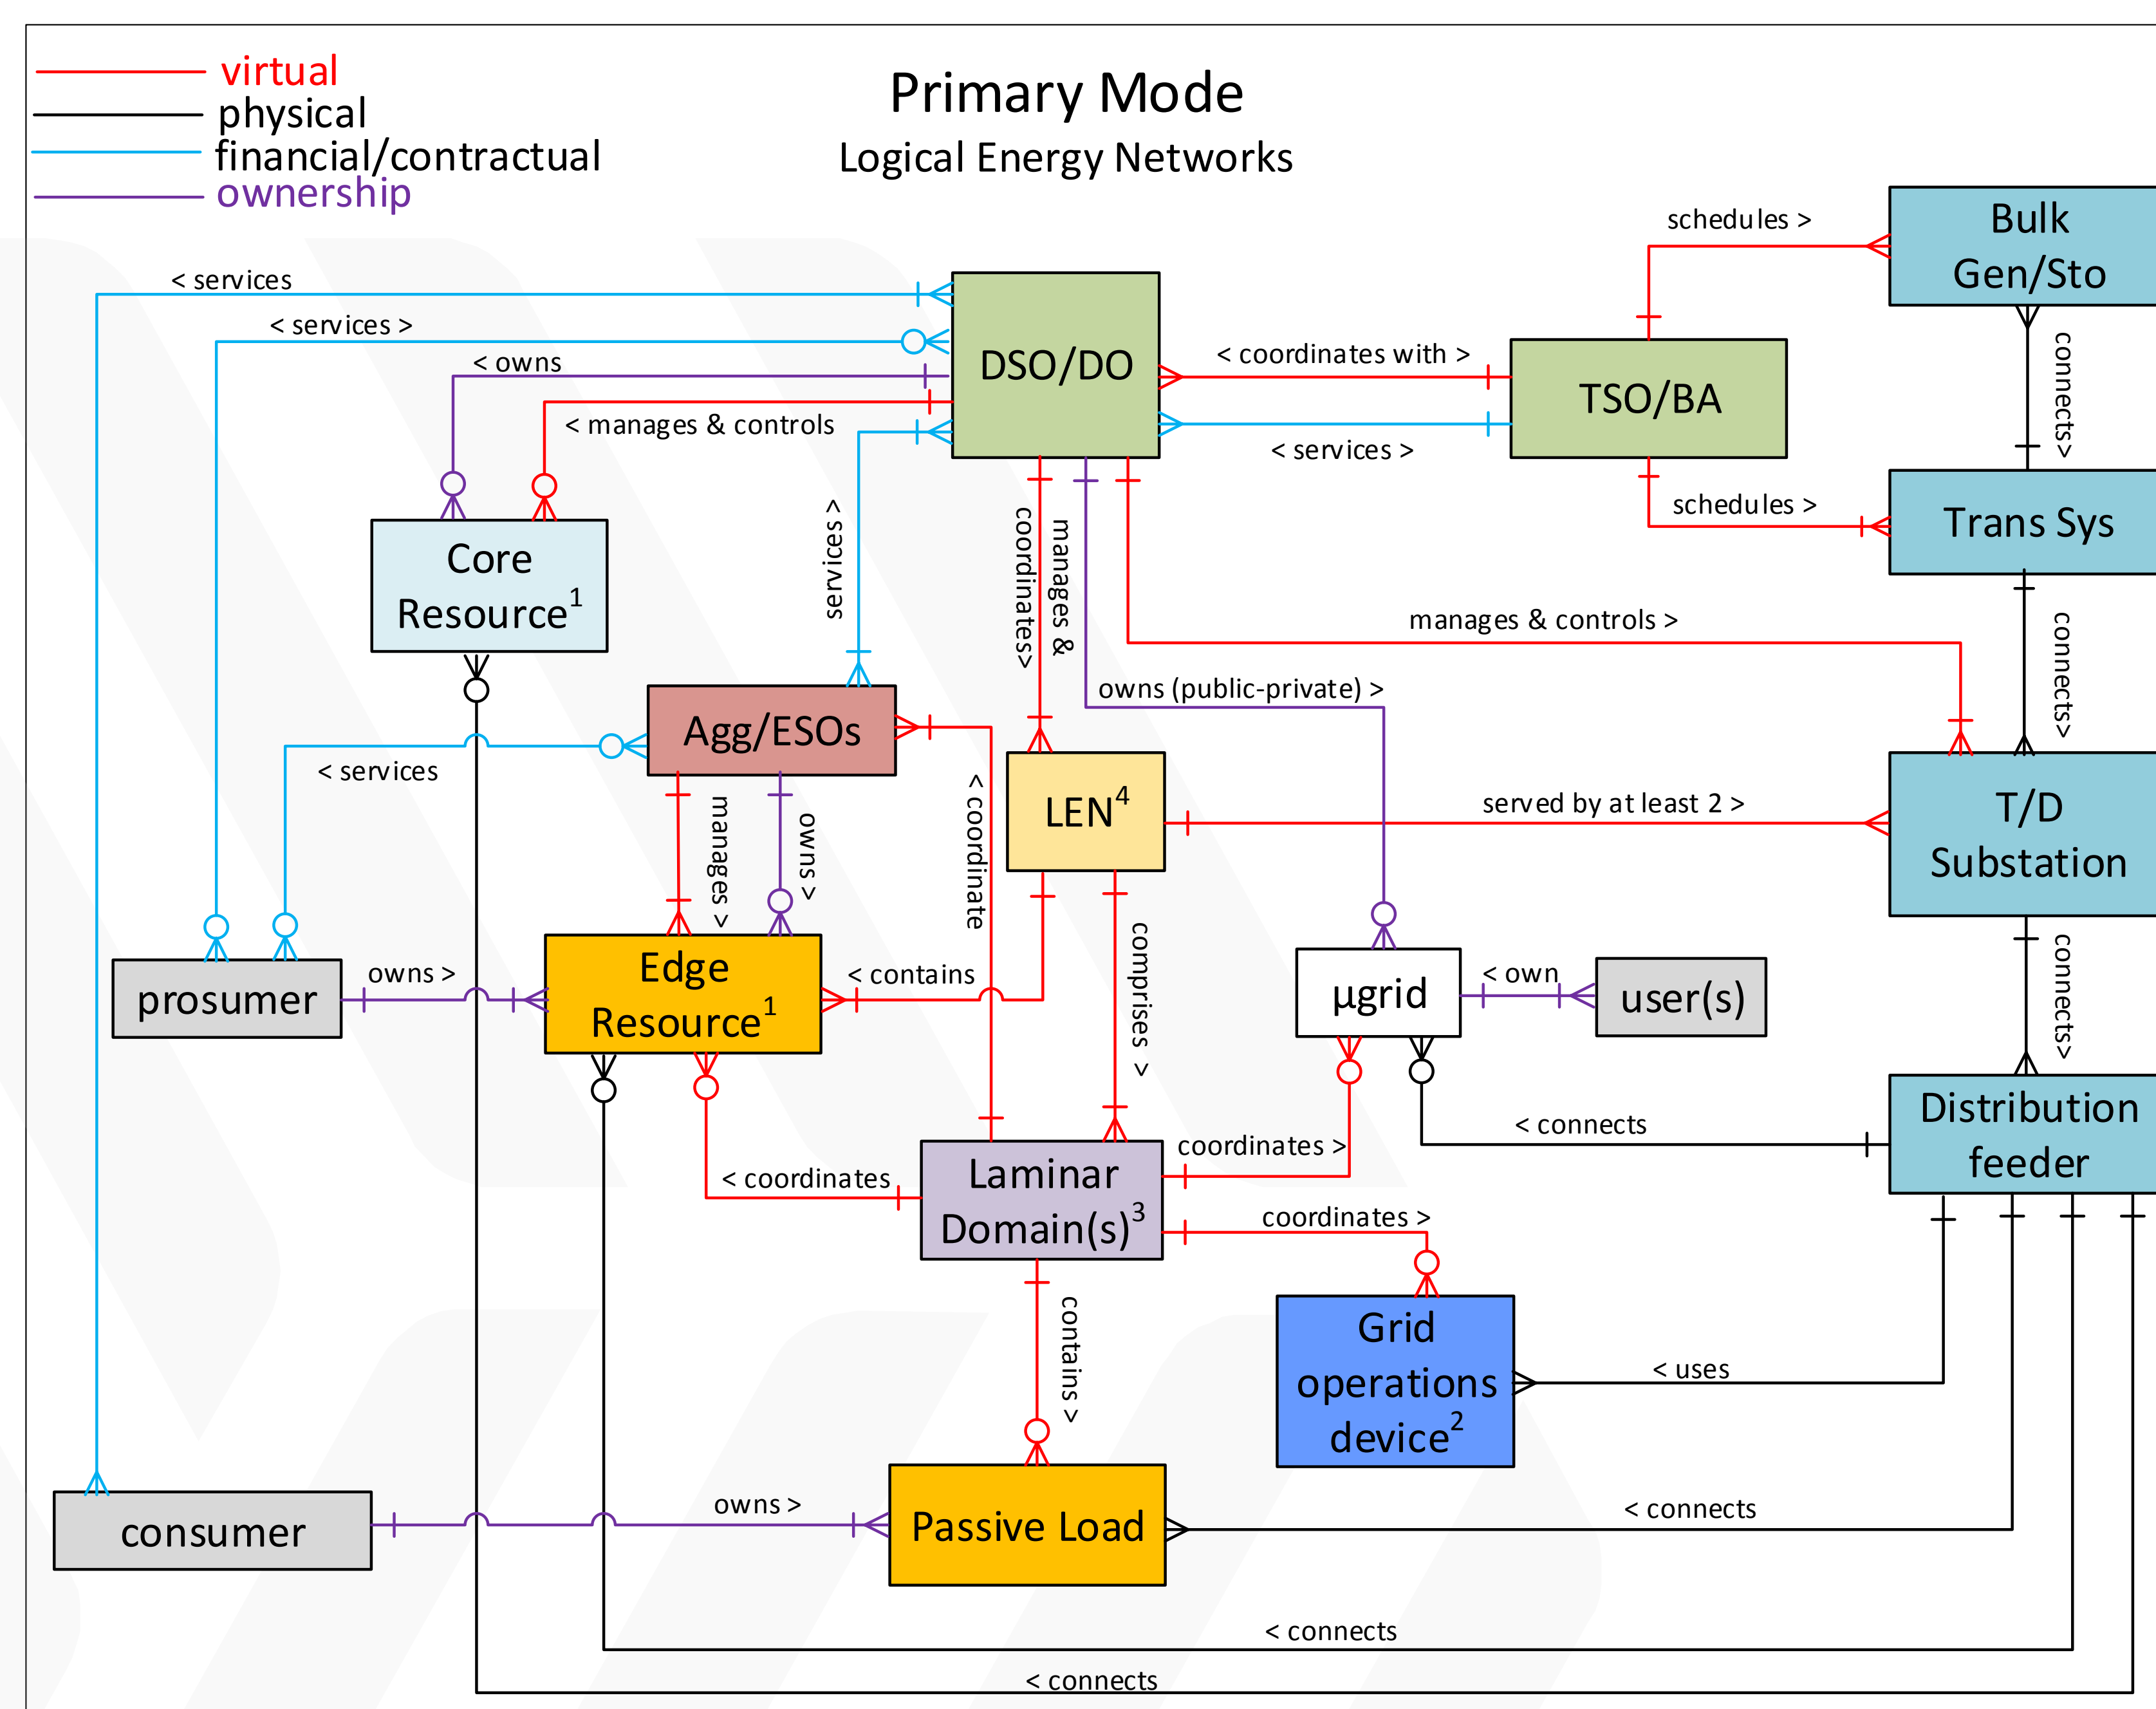 virtual
physical
financial/contractual
ownership
Primary Mode
Logical Energy Networks
schedules >
Bulk
Gen/Sto
< services
< services >
< owns
< manages & controls
DSO/DO
< coordinates with >
< services >
TSO/BA
connects>
schedules >
Trans Sys
Core
Resource1
services >
manages &
coordinates>
manages & controls >
connects>
owns (public-private) >
Agg/ESOs
< services
LEN4
served by at least 2 >
T/D
Substation
manages >
owns >
< coordinate
comprises >
connects>
prosumer
owns >
Edge
Resource1
< contains
µgrid
< own
user(s)
Distribution
feeder
< connects
< coordinates
Laminar
Domain(s)3
coordinates >
coordinates >
contains >
Grid
operations
device2
< uses
consumer
owns >
Passive Load
< connects
< connects
< connects